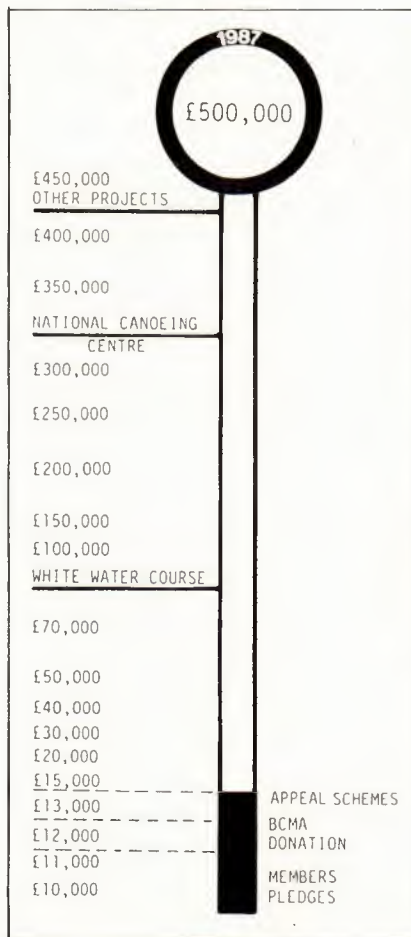 1987
£500,000
£450,000
OTHER PROJECTS
£400,000
£350,000
NATIONAL CANOEING
CENTRE
£300,000
£250,000
£200,000
£150,000
£100,000
WHITE WATER COURSE
£70,000
£50,000
£40,000
£30,000
£20,000
£15,000
APPEAL SCHEMES
£13,000
BCMA
£12,000
DONATION
£11,000
MEMBERS
£10,000
PLEDGES